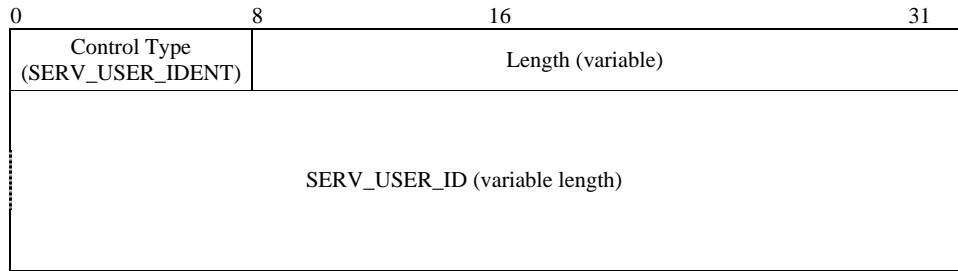 0 8 16 31
Control Type
(SERV_USER_IDENT)
Length (variable)
SERV_USER_ID (variable length)